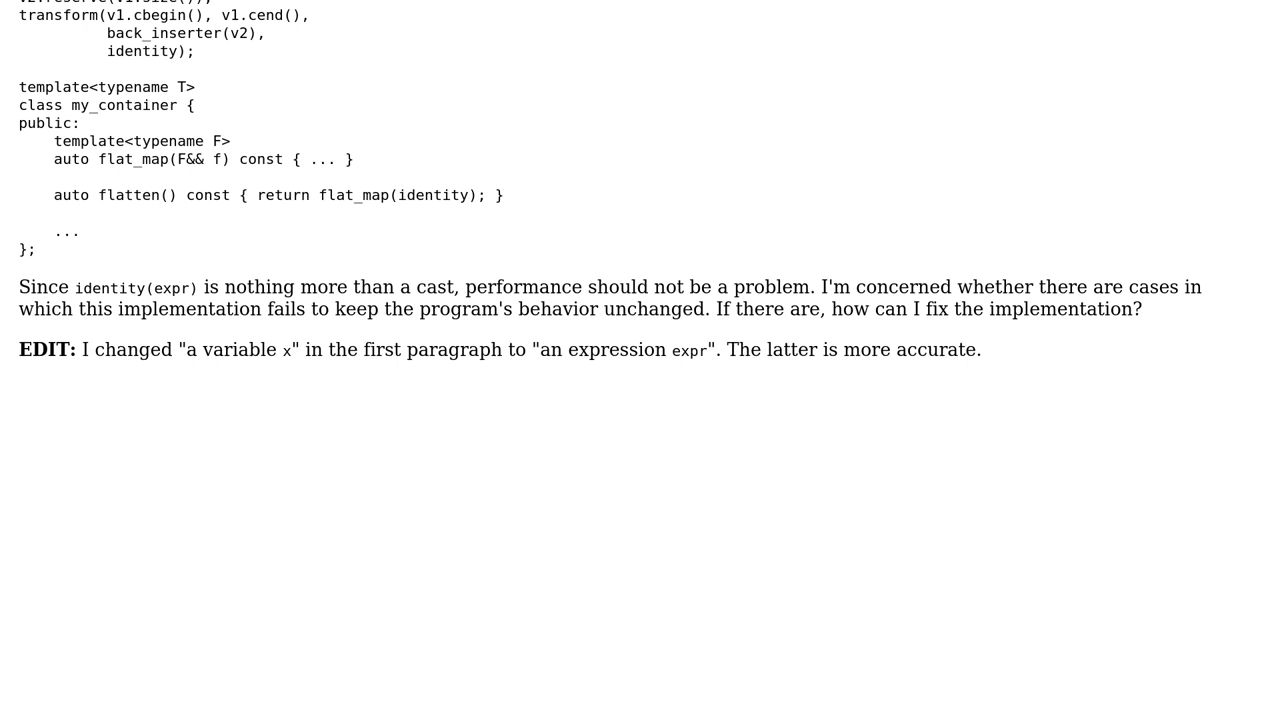 v2.reserve(v1.size());
transform(v1.cbegin(), v1.cend(),
          back_inserter(v2),
          identity);
template<typename T>
class my_container {
public:
    template<typename F>
    auto flat_map(F&& f) const { ... }
    auto flatten() const { return flat_map(identity); }
    ...
};
Since identity(expr) is nothing more than a cast, performance should not be a problem. I'm concerned whether there are cases in
which this implementation fails to keep the program's behavior unchanged. If there are, how can I fix the implementation?
EDIT: I changed "a variable x" in the first paragraph to "an expression expr". The latter is more accurate.